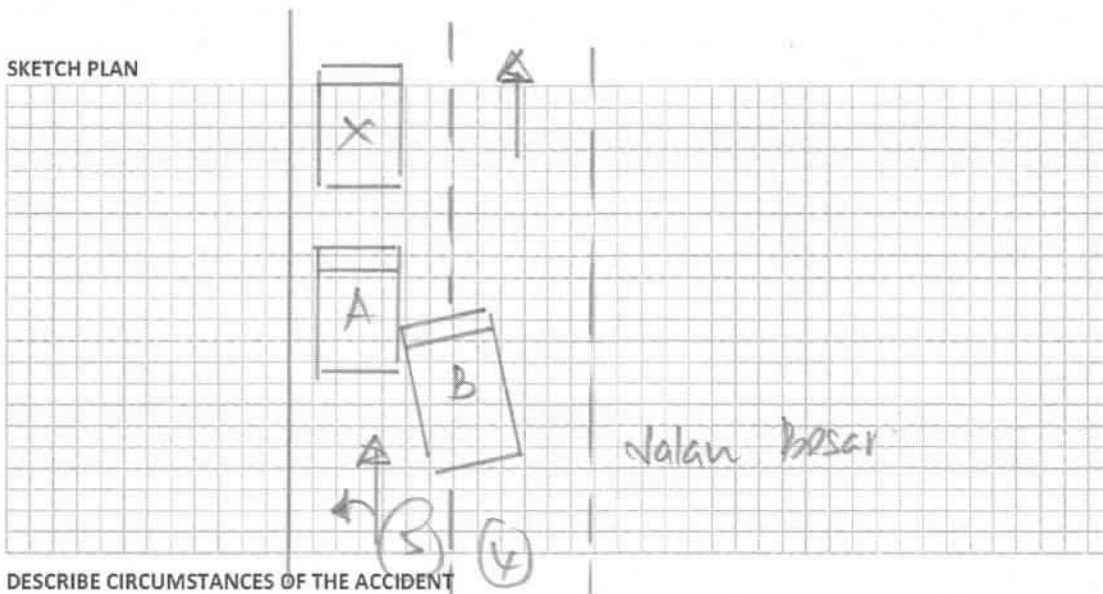 SKETCH PLAN
X
A
B
Jalan Besar
3 4
DESCRIBE CIRCUMSTANCES OF THE ACCIDENT